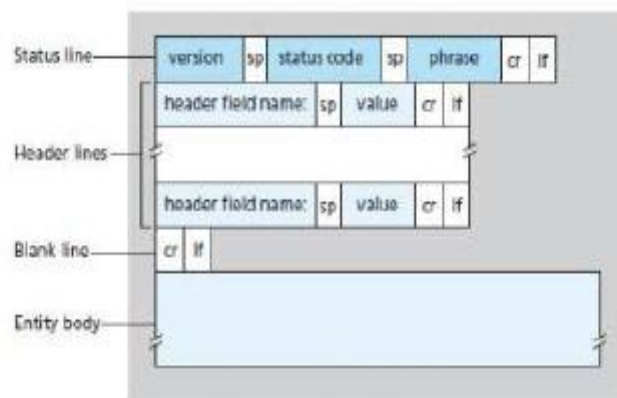 Status line version sp status code sp phrase cr lf
header field name: sp value cr lf
Header lines
header field name: sp value cr lf
Blank line cr lf
Entity body